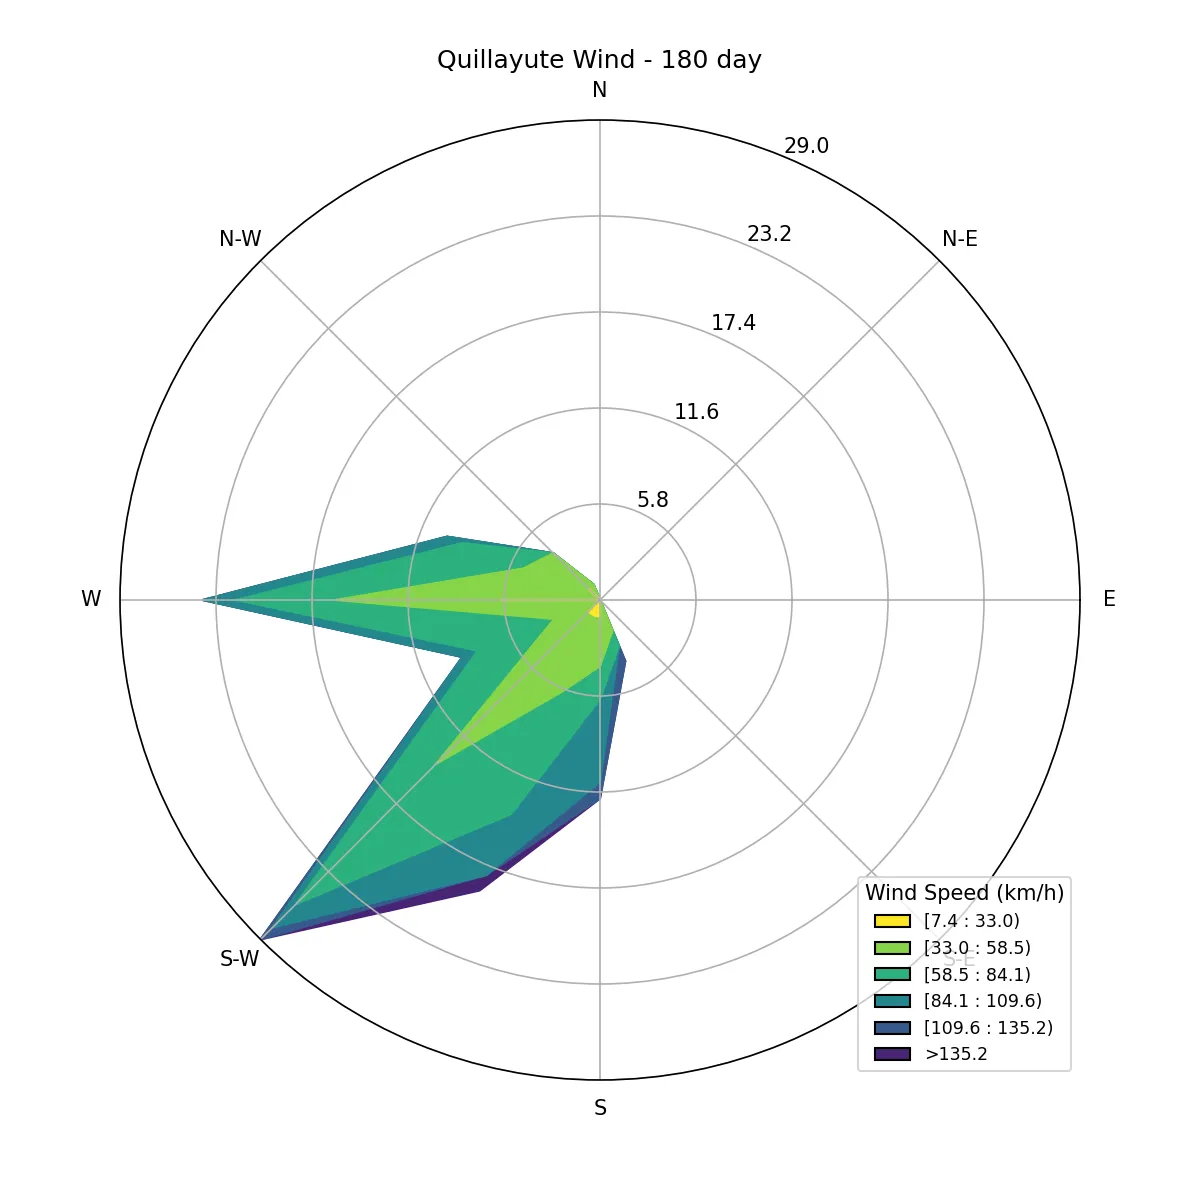 Quillayute Wind - 180 day
N
29.0
N-W
N-E
23.2
17.4
11.6
5.8
W
E
S-W
S-E
S
Wind Speed (km/h)
[7.4 : 33.0)
[33.0 : 58.5)
[58.5 : 84.1)
[84.1 : 109.6)
[109.6 : 135.2)
>135.2